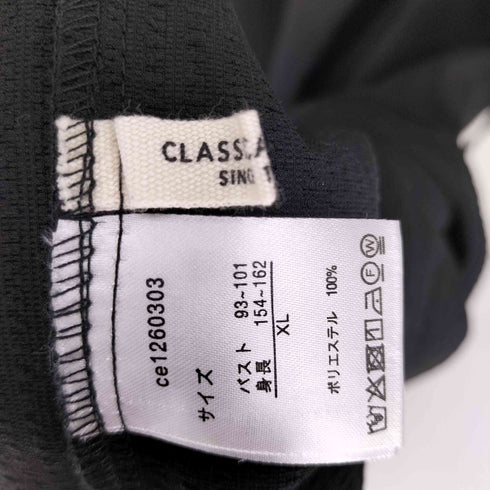 CLASSICA
SING
ce1260303
サイズ
バスト 93~101
身長 154~162
XL
ポリエステル 100%